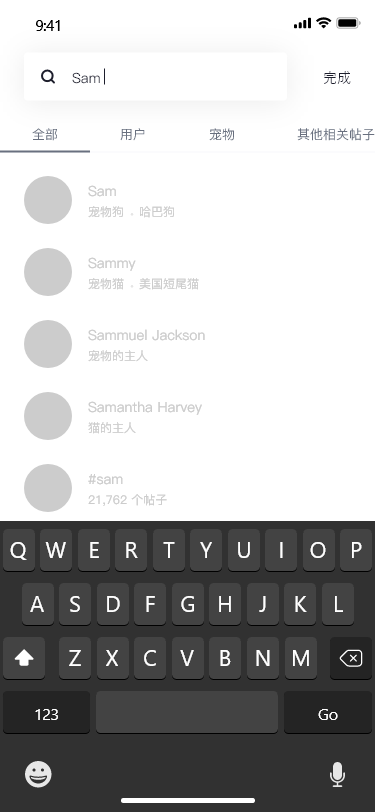 9:41
Sam
完成
全部 用户 宠物 其他相关帖子
Sam
宠物狗 . 哈巴狗
Sammy
宠物猫 . 美国短尾猫
Sammuel Jackson
宠物的主人
Samantha Harvey
猫的主人
#sam
21,762 个帖子
Q W E R T Y U I O P
A S D F G H J K L
Z X C V B N M
123 Go